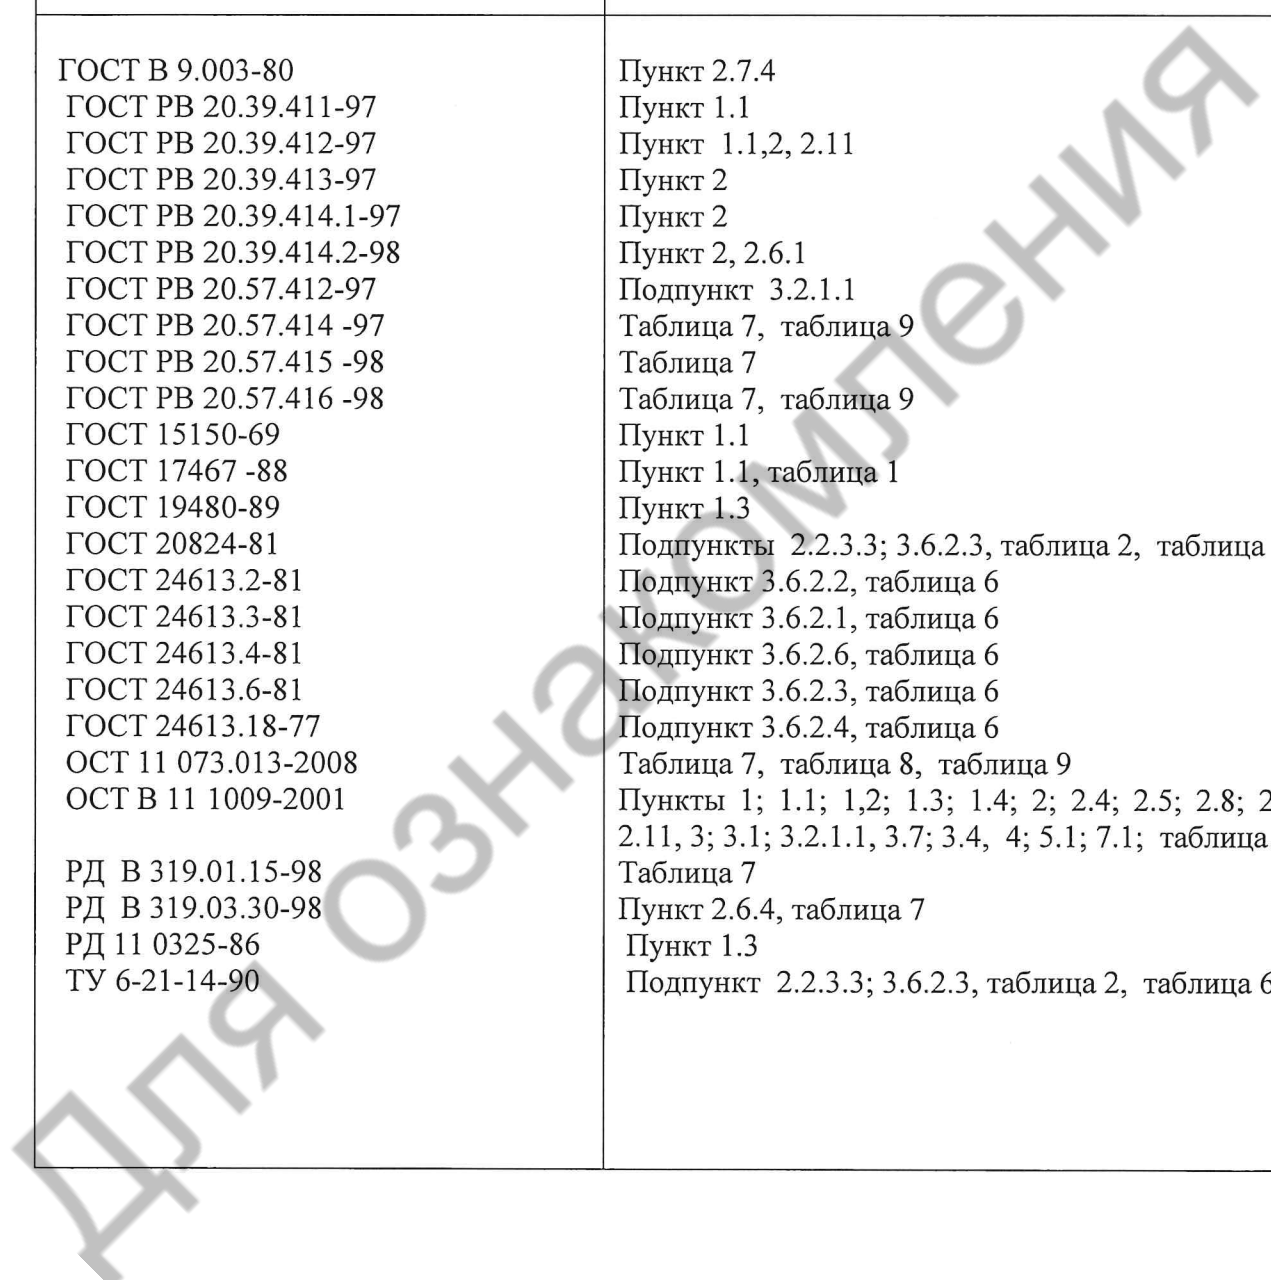 ГОСТ В 9.003-80 Пункт 2.7.4
ГОСТ РВ 20.39.411-97 Пункт 1.1
ГОСТ РВ 20.39.412-97 Пункт 1.1,2, 2.11
ГОСТ РВ 20.39.413-97 Пункт 2
ГОСТ РВ 20.39.414.1-97 Пункт 2
ГОСТ РВ 20.39.414.2-98 Пункт 2, 2.6.1
ГОСТ РВ 20.57.412-97 Подпункт 3.2.1.1
ГОСТ РВ 20.57.414 -97 Таблица 7, таблица 9
ГОСТ РВ 20.57.415 -98 Таблица 7
ГОСТ РВ 20.57.416 -98 Таблица 7, таблица 9
ГОСТ 15150-69 Пункт 1.1
ГОСТ 17467 -88 Пункт 1.1, таблица 1
ГОСТ 19480-89 Пункт 1.3
ГОСТ 20824-81 Подпункты 2.2.3.3; 3.6.2.3, таблица 2, таблица
ГОСТ 24613.2-81 Подпункт 3.6.2.2, таблица 6
ГОСТ 24613.3-81 Подпункт 3.6.2.1, таблица 6
ГОСТ 24613.4-81 Подпункт 3.6.2.6, таблица 6
ГОСТ 24613.6-81 Подпункт 3.6.2.3, таблица 6
ГОСТ 24613.18-77 Подпункт 3.6.2.4, таблица 6
ОСТ 11 073.013-2008 Таблица 7, таблица 8, таблица 9
ОСТ В 11 1009-2001 Пункты 1; 1.1; 1,2; 1.3; 1.4; 2; 2.4; 2.5; 2.8; 2
2.11, 3; 3.1; 3.2.1.1, 3.7; 3.4, 4; 5.1; 7.1; таблица
РД В 319.01.15-98 Таблица 7
РД В 319.03.30-98 Пункт 2.6.4, таблица 7
РД 11 0325-86 Пункт 1.3
ТУ 6-21-14-90 Подпункт 2.2.3.3; 3.6.2.3, таблица 2, таблица 6
Для ознакомления